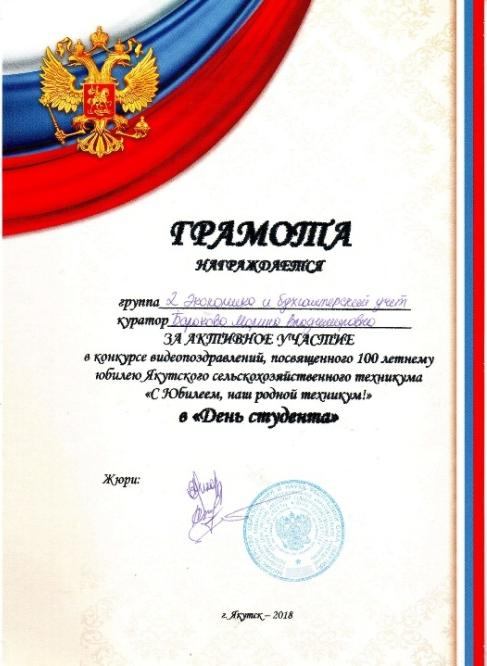 ГРАМОТА
НАГРАЖДАЕТСЯ
группа 2 Экономика и бухгалтерский учет
куратор Марина Владимировна
ЗА АКТИВНОЕ УЧАСТИЕ
в конкурсе видеопоздравлений, посвященного 100 летнему
юбилею Якутского сельскохозяйственного техникума
«С Юбилеем, наш родной техникум!»
в «День студента»
Жюри:
г. Якутск – 2018